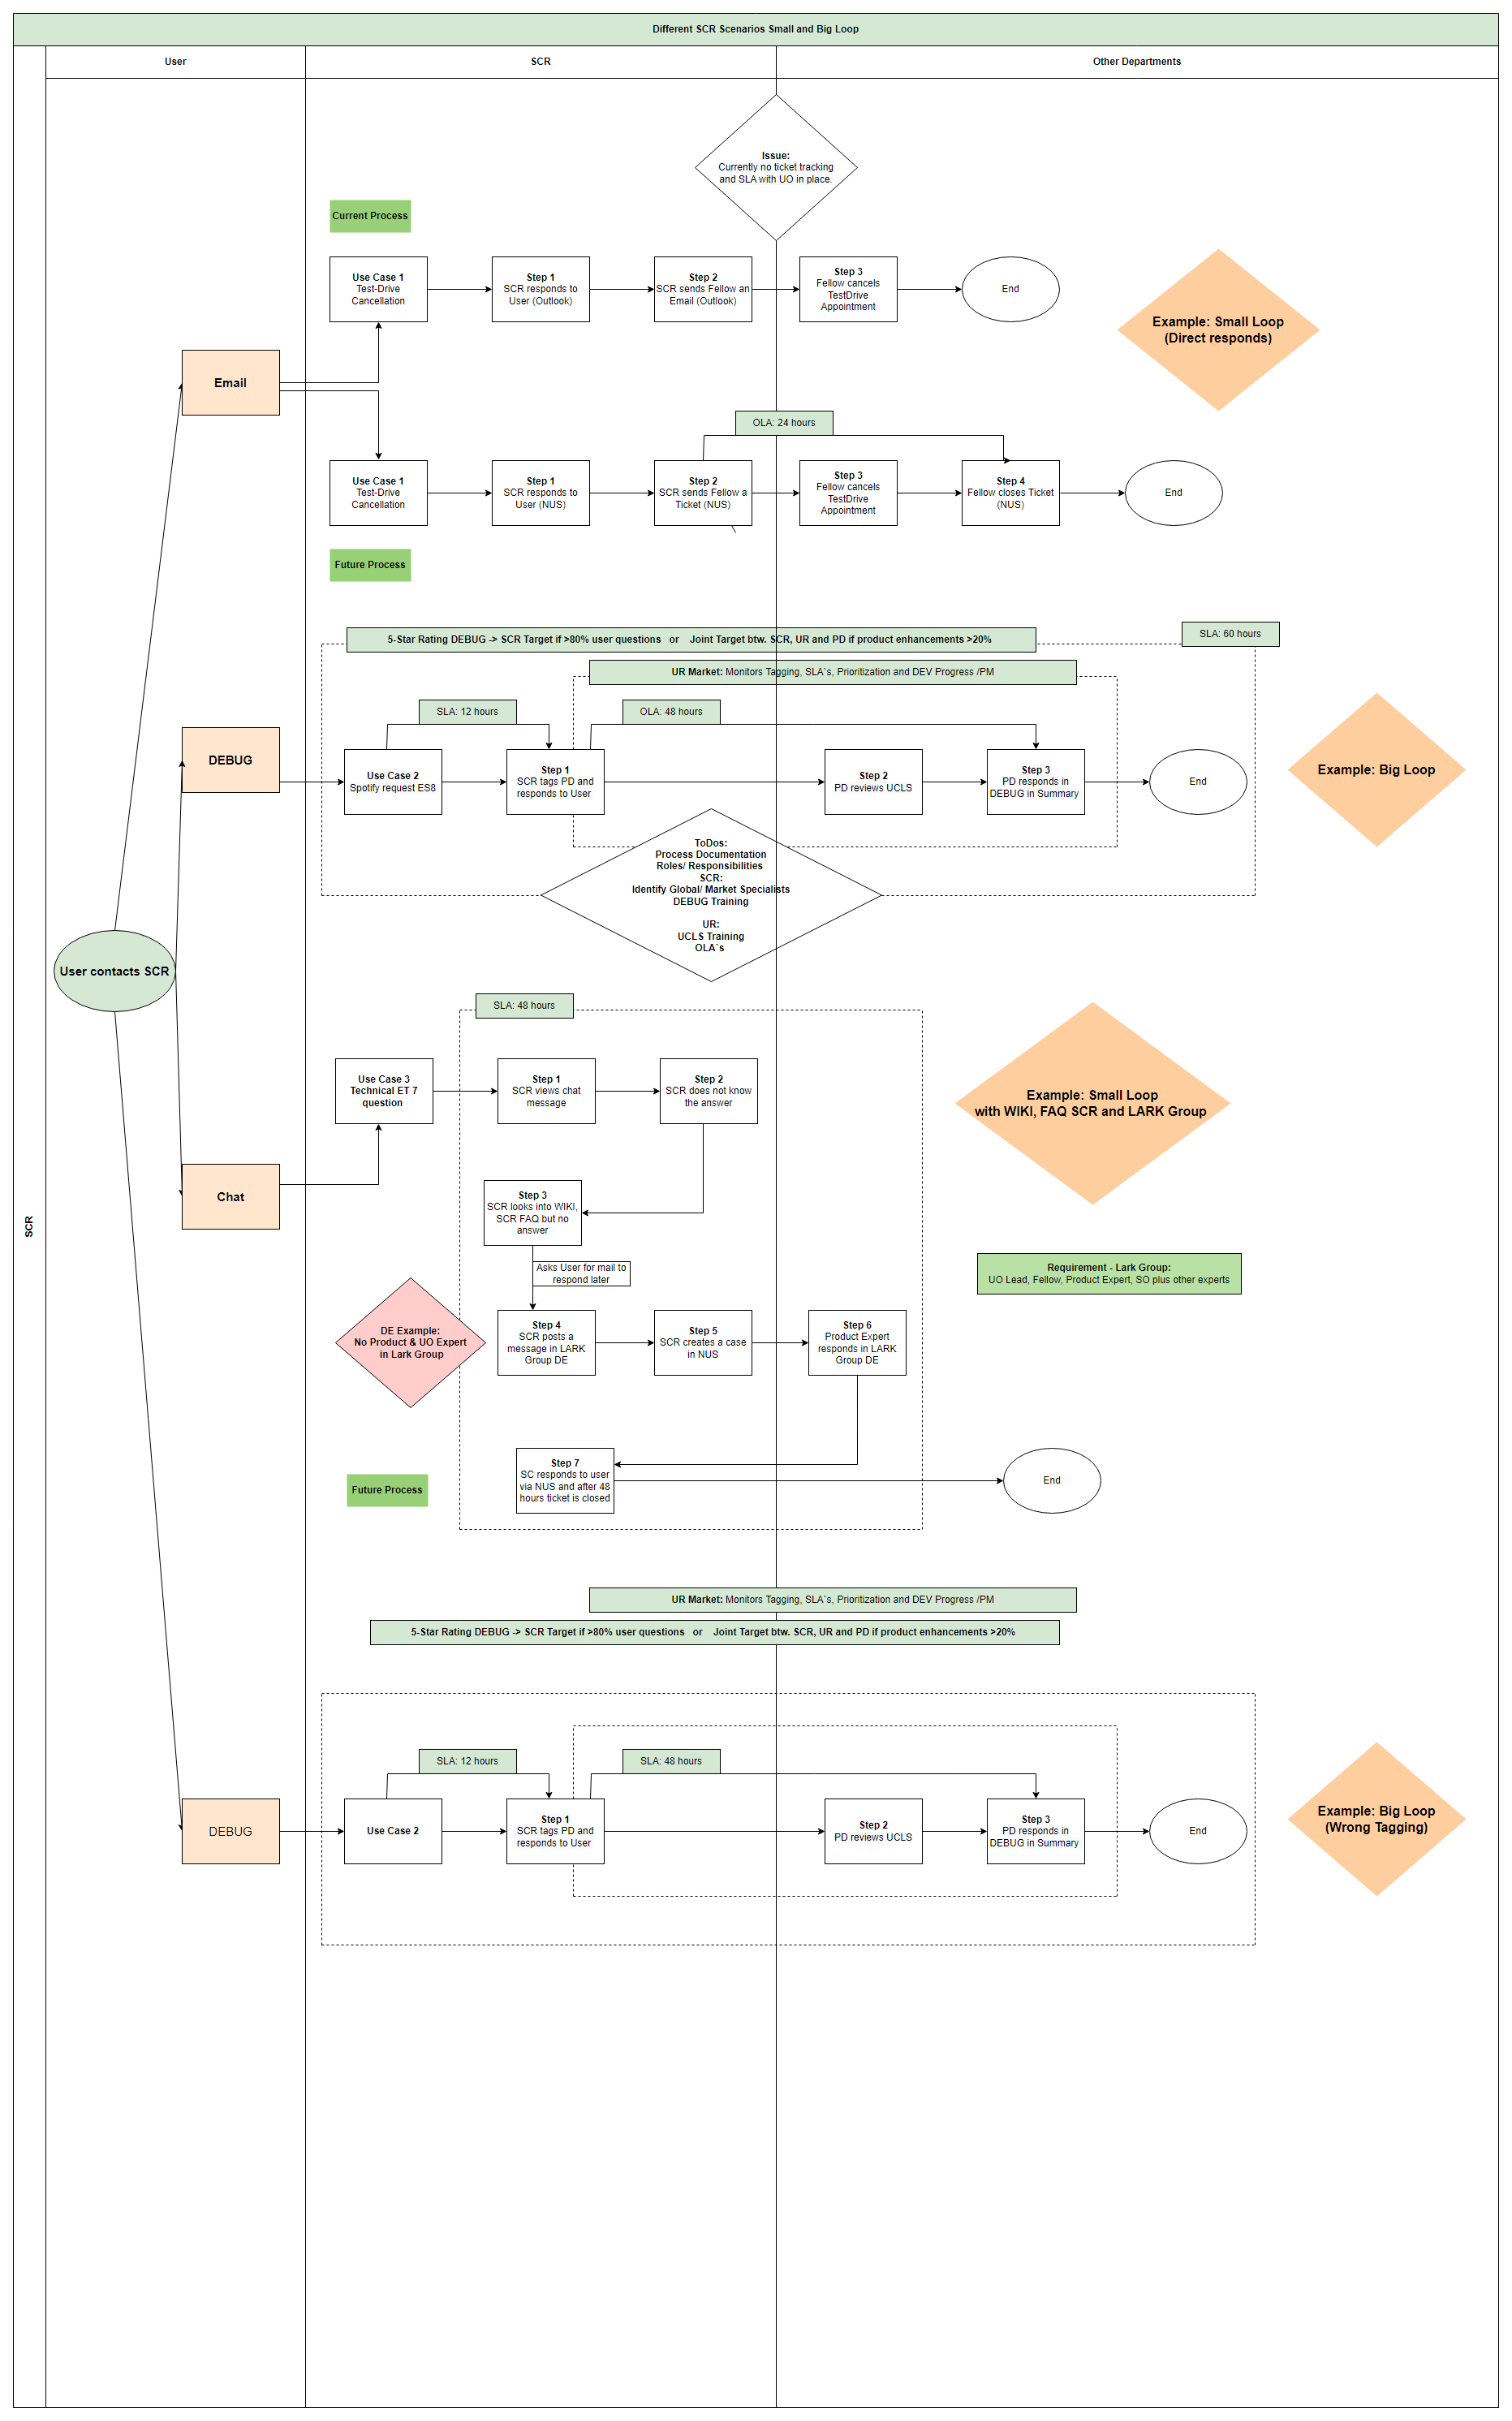 Different SCR Scenarios Small and Big Loop
User
SCR
Other Departments
SCR
Issue:
Currently no ticket tracking
and SLA with UO in place.
Current Process
Use Case 1
Test-Drive
Cancellation
Step 1
SCR responds to
User (Outlook)
Step 2
SCR sends Fellow an
Email (Outlook)
Step 3
Fellow cancels
TestDrive
Appointment
End
Example: Small Loop
(Direct responds)
Email
OLA: 24 hours
Use Case 1
Test-Drive
Cancellation
Step 1
SCR responds to
User (NUS)
Step 2
SCR sends Fellow a
Ticket (NUS)
Step 3
Fellow cancels
TestDrive
Appointment
Step 4
Fellow closes Ticket
(NUS)
End
Future Process
5-Star Rating DEBUG -> SCR Target if >80% user questions or Joint Target btw. SCR, UR and PD if product enhancements >20%
SLA: 60 hours
UR Market: Monitors Tagging, SLA`s, Prioritization and DEV Progress /PM
SLA: 12 hours
OLA: 48 hours
DEBUG
Use Case 2
Spotify request ES8
Step 1
SCR tags PD and
responds to User
Step 2
PD reviews UCLS
Step 3
PD responds in
DEBUG in Summary
End
Example: Big Loop
ToDos:
Process Documentation
Roles/ Responsibilities
SCR:
Identify Global/ Market Specialists
DEBUG Training
UR:
UCLS Training
OLA`s
User contacts SCR
SLA: 48 hours
Use Case 3
Technical ET 7
question
Step 1
SCR views chat
message
Step 2
SCR does not know
the answer
Example: Small Loop
with WIKI, FAQ SCR and LARK Group
Chat
Step 3
SCR looks into WIKI,
SCR FAQ but no
answer
Asks User for mail to
respond later
Requirement - Lark Group:
UO Lead, Fellow, Product Expert, SO plus other experts
DE Example:
No Product & UO Expert
in Lark Group
Step 4
SCR posts a
message in LARK
Group DE
Step 5
SCR creates a case
in NUS
Step 6
Product Expert
responds in LARK
Group DE
Step 7
SC responds to user
via NUS and after 48
hours ticket is closed
End
Future Process
UR Market: Monitors Tagging, SLA`s, Prioritization and DEV Progress /PM
5-Star Rating DEBUG -> SCR Target if >80% user questions or Joint Target btw. SCR, UR and PD if product enhancements >20%
SLA: 12 hours
SLA: 48 hours
DEBUG
Use Case 2
Step 1
SCR tags PD and
responds to User
Step 2
PD reviews UCLS
Step 3
PD responds in
DEBUG in Summary
End
Example: Big Loop
(Wrong Tagging)